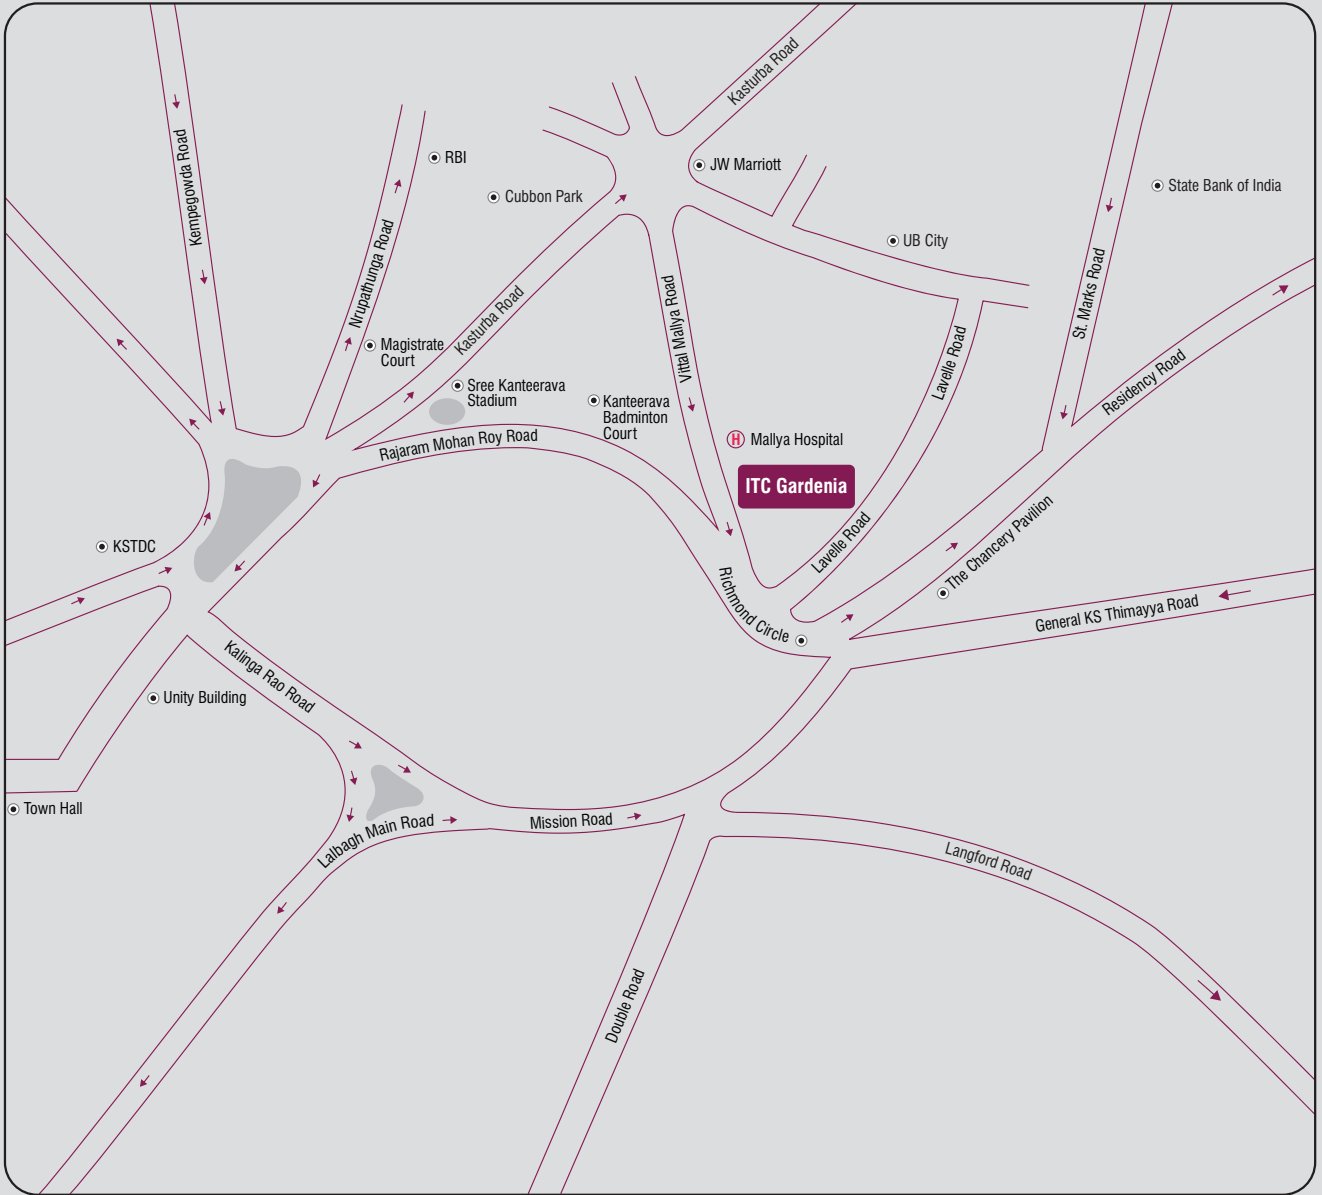 Kasturba Road
Kempegowda Road
RBI
JW Marriott
Cubbon Park
State Bank of India
UB City
Nrupathunga Road
Kasturba Road
Vittal Mallya Road
St. Marks Road
Magistrate
Court
Lavelle Road
Residency Road
Sree Kanteerava
Stadium
Kanteerava
Badminton
Court
Rajaram Mohan Roy Road
H
Mallya Hospital
ITC Gardenia
KSTDC
Lavelle Road
The Chancery Pavilion
Richmond Circle
General KS Thimayya Road
Kalinga Rao Road
Unity Building
Town Hall
Lalbagh Main Road
Mission Road
Langford Road
Double Road